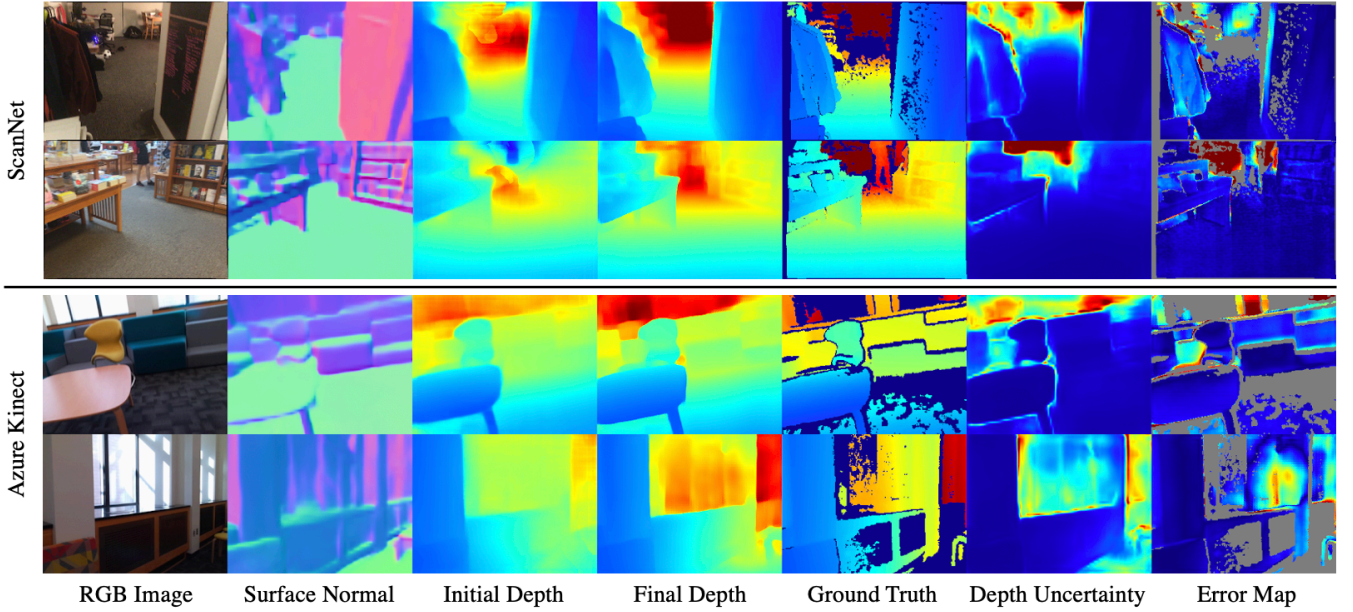 ScanNet
Azure Kinect
RGB Image
Surface Normal
Initial Depth
Final Depth
Ground Truth
Depth Uncertainty
Error Map